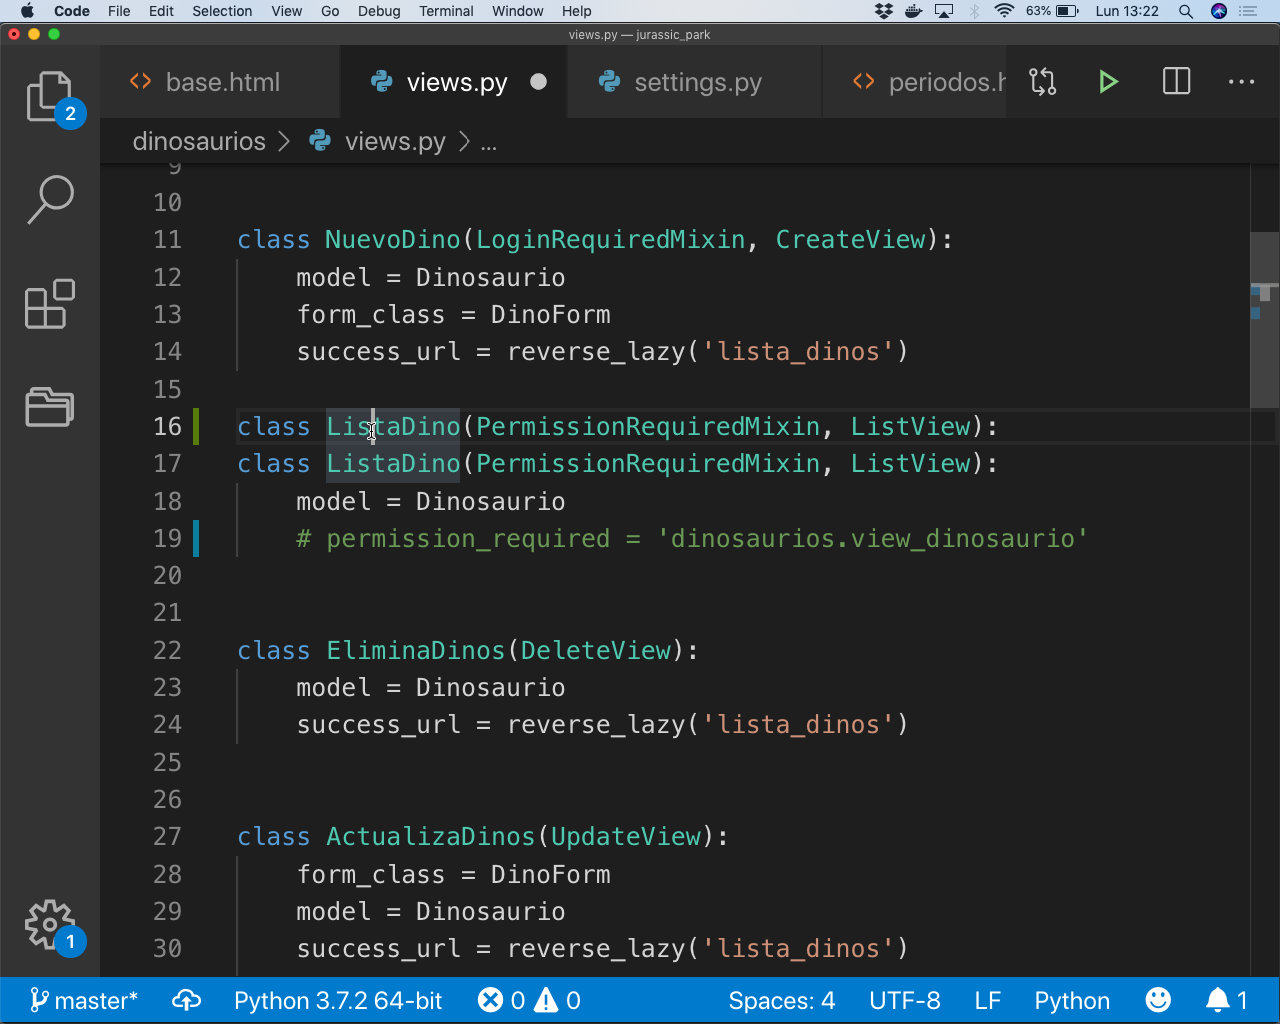 Code File Edit Selection View Go Debug Terminal Window Help 63% Lun 13:22
views.py — jurassic_park
base.html views.py settings.py periodos.h
2
dinosaurios > views.py > ...
9
10
11 class NuevoDino(LoginRequiredMixin, CreateView):
12 model = Dinosaurio
13 form_class = DinoForm
14 success_url = reverse_lazy('lista_dinos')
15
16 class ListaDino(PermissionRequiredMixin, ListView):
17 class ListaDino(PermissionRequiredMixin, ListView):
18 model = Dinosaurio
19 # permission_required = 'dinosaurios.view_dinosaurio'
20
21
22 class EliminaDinos(DeleteView):
23 model = Dinosaurio
24 success_url = reverse_lazy('lista_dinos')
25
26
27 class ActualizaDinos(UpdateView):
28 form_class = DinoForm
29 model = Dinosaurio
30 success_url = reverse_lazy('lista_dinos')
1
master* Python 3.7.2 64-bit 0 0 Spaces: 4 UTF-8 LF Python 1